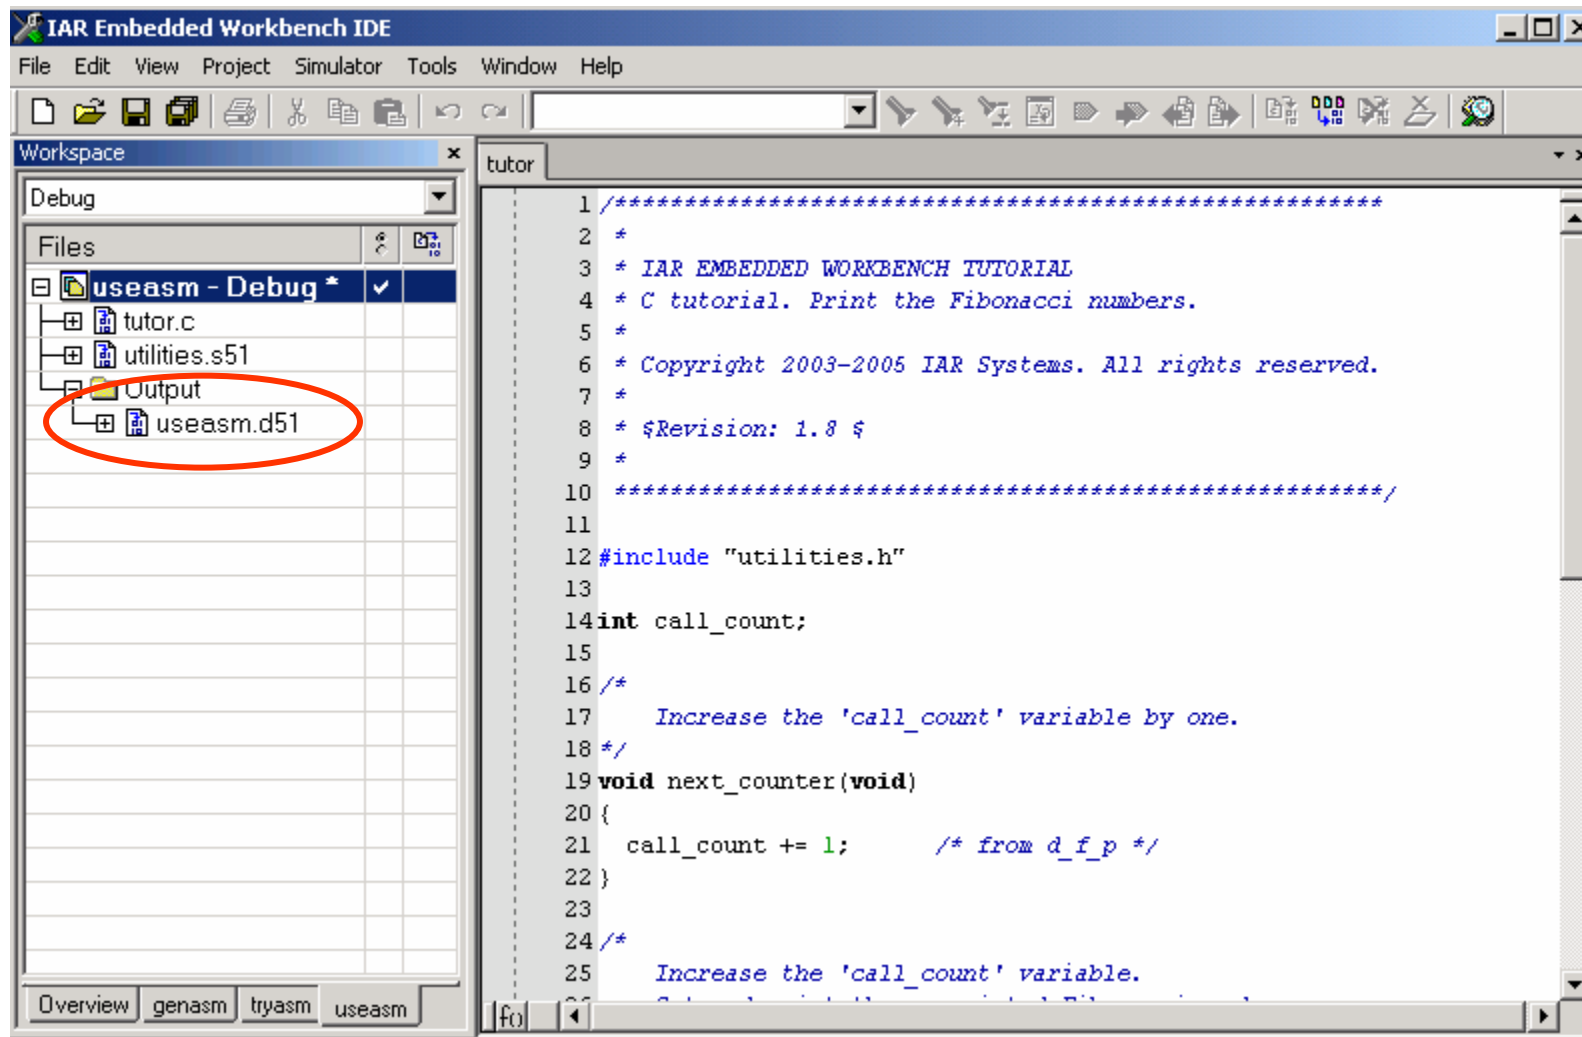 IAR Embedded Workbench IDE
File Edit View Project Simulator Tools Window Help
Workspace
Debug
Files
useasm - Debug *
tutor.c
utilities.s51
Output
useasm.d51
Overview genasm tryasm useasm
tutor
1 /*******************************************************
2 *
3 * IAR EMBEDDED WORKBENCH TUTORIAL
4 * C tutorial. Print the Fibonacci numbers.
5 *
6 * Copyright 2003-2005 IAR Systems. All rights reserved.
7 *
8 * $Revision: 1.8 $
9 *
10 *******************************************************/
11
12 #include "utilities.h"
13
14 int call_count;
15
16 /*
17 Increase the 'call_count' variable by one.
18 */
19 void next_counter(void)
20 {
21 call_count += 1; /* from d_f_p */
22 }
23
24 /*
25 Increase the 'call_count' variable.